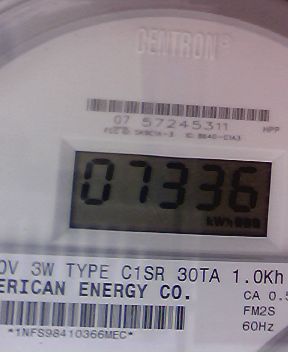 CENTRON®
07 57245311
HPP
07336
kWh
0V 3W TYPE C1SR 30TA 1.0Kh
ERICAN ENERGY CO.
CA 0.5
FM2S
60Hz
*1NFS98410366MEC*